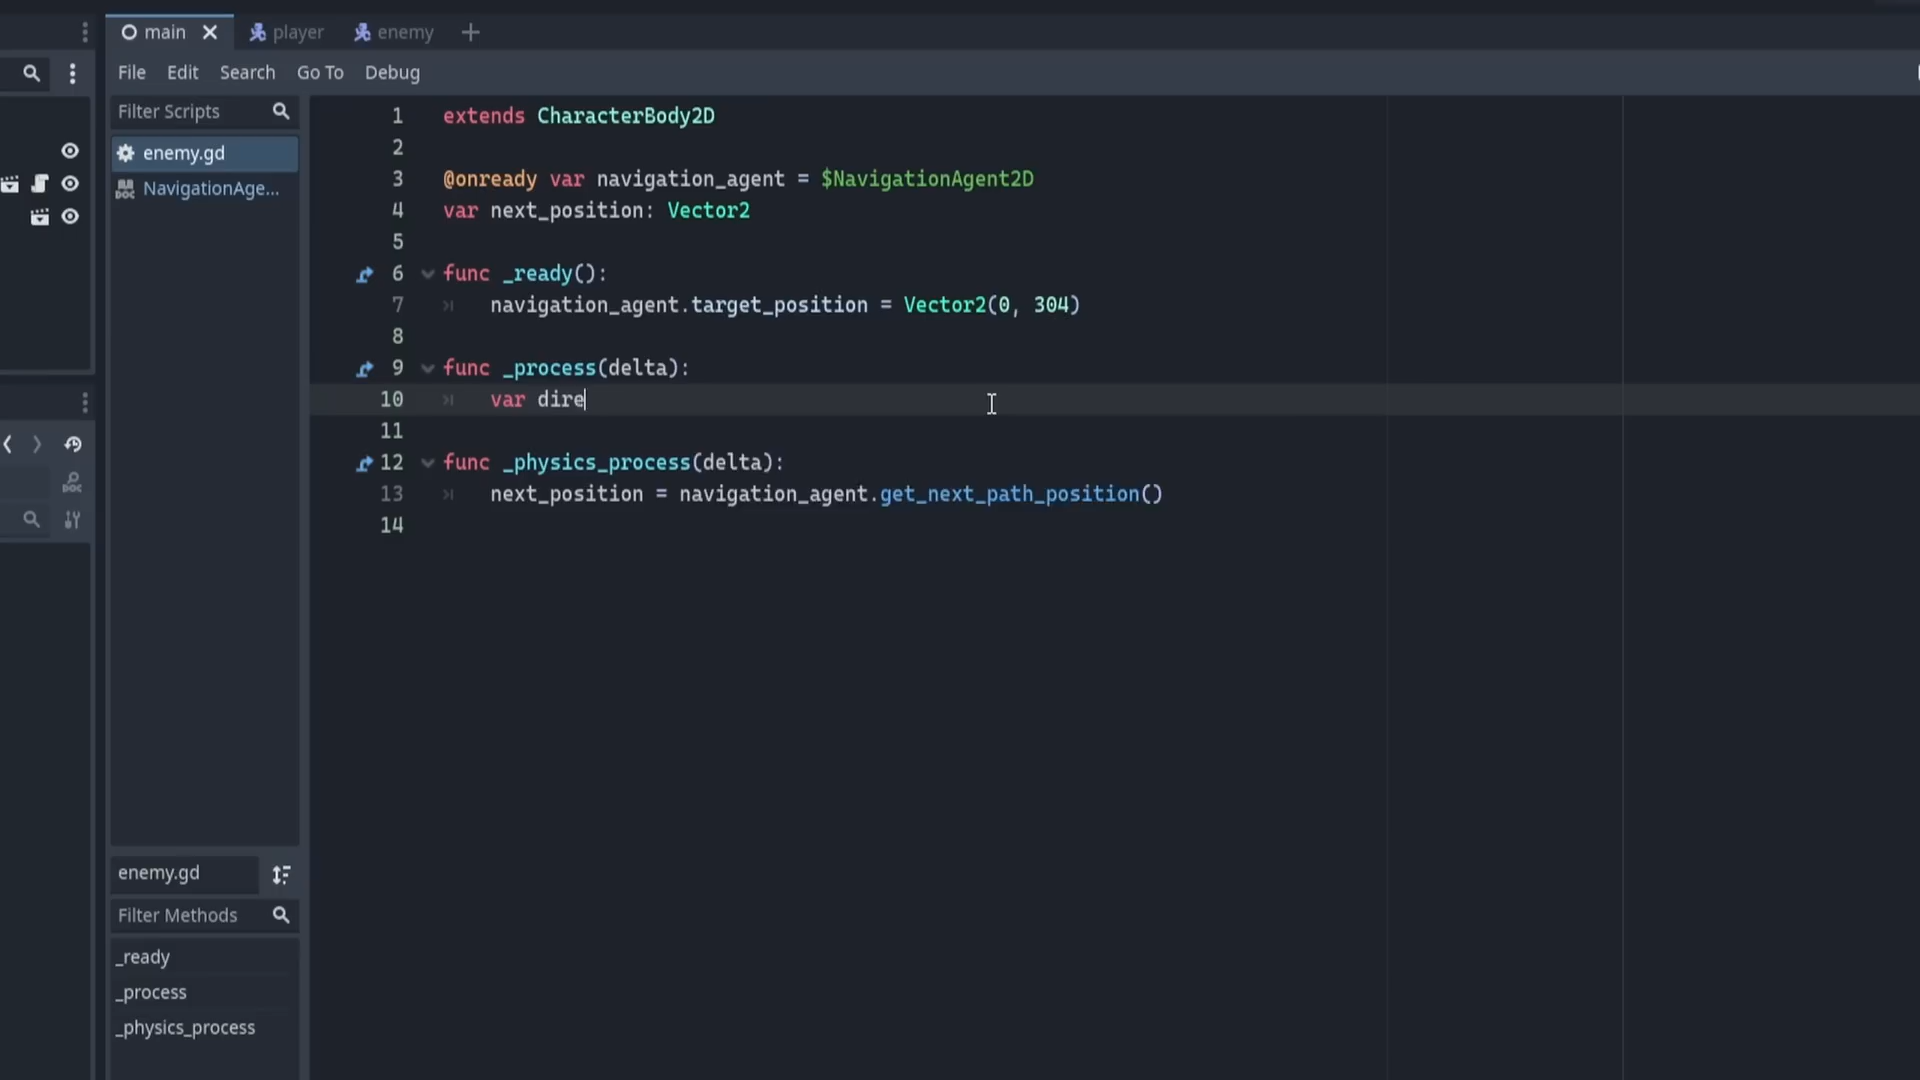 main player enemy
File Edit Search Go To Debug
Filter Scripts
enemy.gd
NavigationAge...
1 extends CharacterBody2D
2
3 @onready var navigation_agent = $NavigationAgent2D
4 var next_position: Vector2
5
6 func _ready():
7 navigation_agent.target_position = Vector2(0, 304)
8
9 func _process(delta):
10 var dire
11
12 func _physics_process(delta):
13 next_position = navigation_agent.get_next_path_position()
14
enemy.gd
Filter Methods
_ready
_process
_physics_process